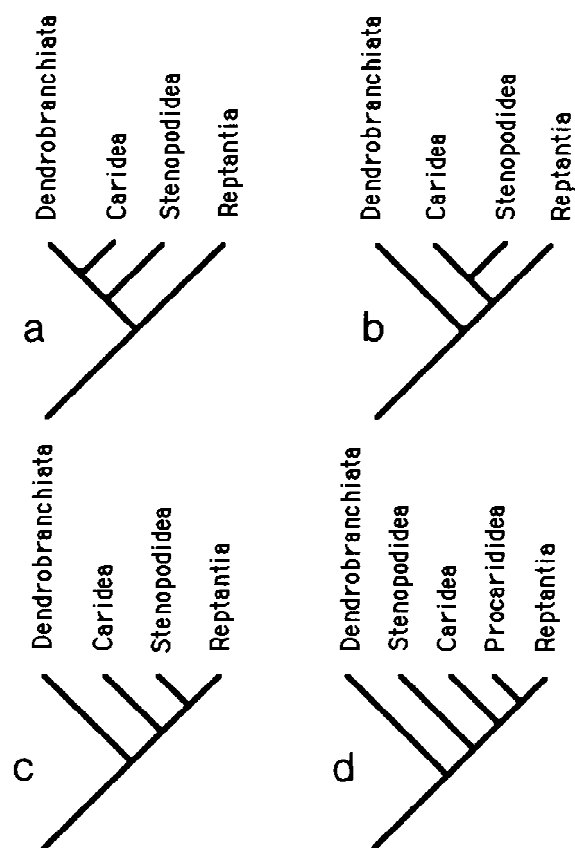 Dendrobranchiata
Caridea
Stenopodidea
Reptantia
a
Dendrobranchiata
Caridea
Stenopodidea
Reptantia
b
Dendrobranchiata
Caridea
Stenopodidea
Reptantia
c
Dendrobranchiata
Stenopodidea
Caridea
Procarididea
Reptantia
d